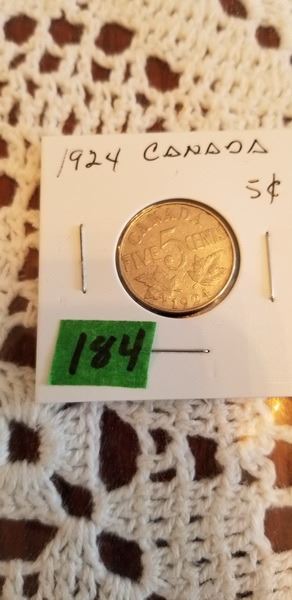 1924 CANADA
5¢
CANADA
FIVE 5 CENTS
1924
184